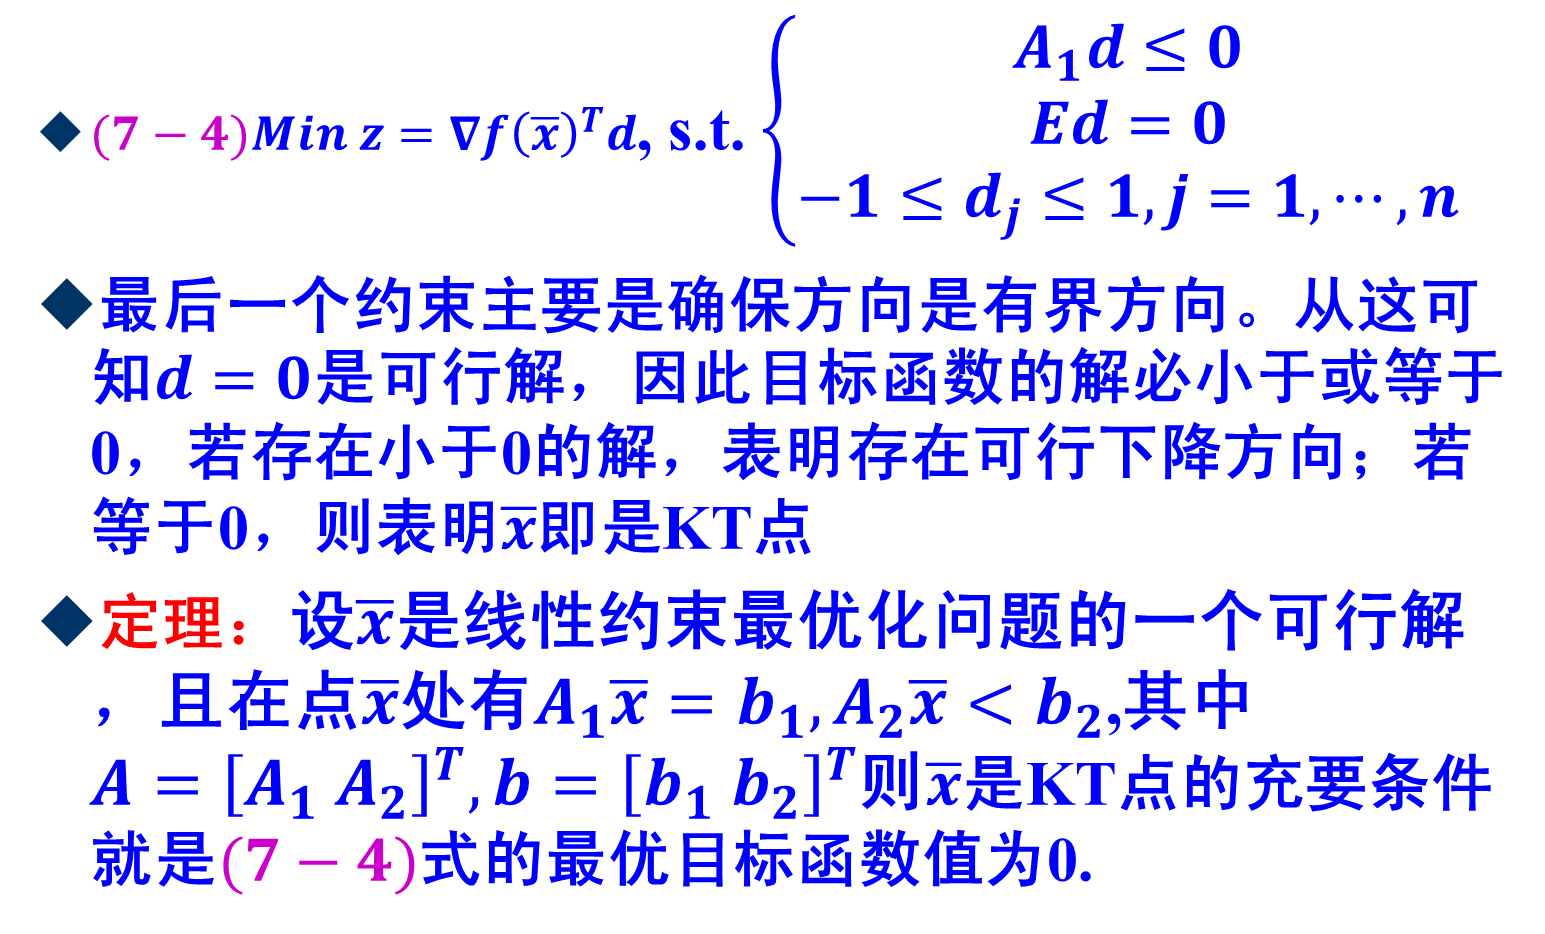 ◆(7 − 4)Min z = ∇f(x̅)ᵀd, s.t. { A₁d ≤ 0
Ed = 0
−1 ≤ dⱼ ≤ 1, j = 1, ⋯ , n
◆最后一个约束主要是确保方向是有界方向。从这可
知d = 0是可行解，因此目标函数的解必小于或等于
0，若存在小于0的解，表明存在可行下降方向；若
等于0，则表明x̅即是KT点
◆定理：设x̅是线性约束最优化问题的一个可行解
，且在点x̅处有A₁x̅ = b₁, A₂x̅ < b₂,其中
A = [A₁ A₂]ᵀ, b = [b₁ b₂]ᵀ则x̅是KT点的充要条件
就是(7 − 4)式的最优目标函数值为0.